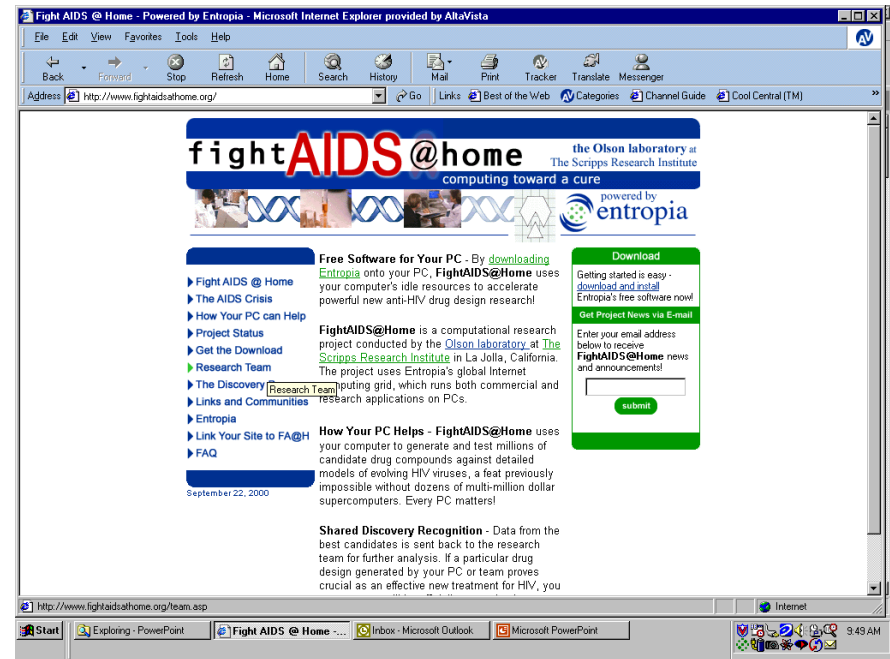 Fight AIDS @ Home - Powered by Entropia - Microsoft Internet Explorer provided by AltaVista
File Edit View Favorites Tools Help
Back Forward Stop Refresh Home Search History Mail Print Tracker Translate Messenger
Address http://www.fightaidsathome.org/ Go Links Best of the Web Categories Channel Guide Cool Central (TM) »
fightAIDS@home
the Olson laboratory at
The Scripps Research Institute
computing toward a cure
powered by
entropia
Fight AIDS @ Home
The AIDS Crisis
How Your PC can Help
Project Status
Get the Download
Research Team
The Discovery
Research Team
Links and Communities
Entropia
Link Your Site to FA@H
FAQ
September 22, 2000
Free Software for Your PC - By downloading
Entropia onto your PC, FightAIDS@Home uses
your computer's idle resources to accelerate
powerful new anti-HIV drug design research!
FightAIDS@Home is a computational research
project conducted by the Olson laboratory at The
Scripps Research Institute in La Jolla, California.
The project uses Entropia's global Internet
computing grid, which runs both commercial and
research applications on PCs.
How Your PC Helps - FightAIDS@Home uses
your computer to generate and test millions of
candidate drug compounds against detailed
models of evolving HIV viruses, a feat previously
impossible without dozens of multi-million dollar
supercomputers. Every PC matters!
Shared Discovery Recognition - Data from the
best candidates is sent back to the research
team for further analysis. If a particular drug
design generated by your PC or team proves
crucial as an effective new treatment for HIV, you
Download
Getting started is easy -
download and install
Entropia's free software now!
Get Project News via E-mail
Enter your email address
below to receive
FightAIDS@Home news
and announcements!
submit
http://www.fightaidsathome.org/team.asp Internet
Start Exploring - PowerPoint Fight AIDS @ Home -... Inbox - Microsoft Outlook Microsoft PowerPoint 9:49 AM